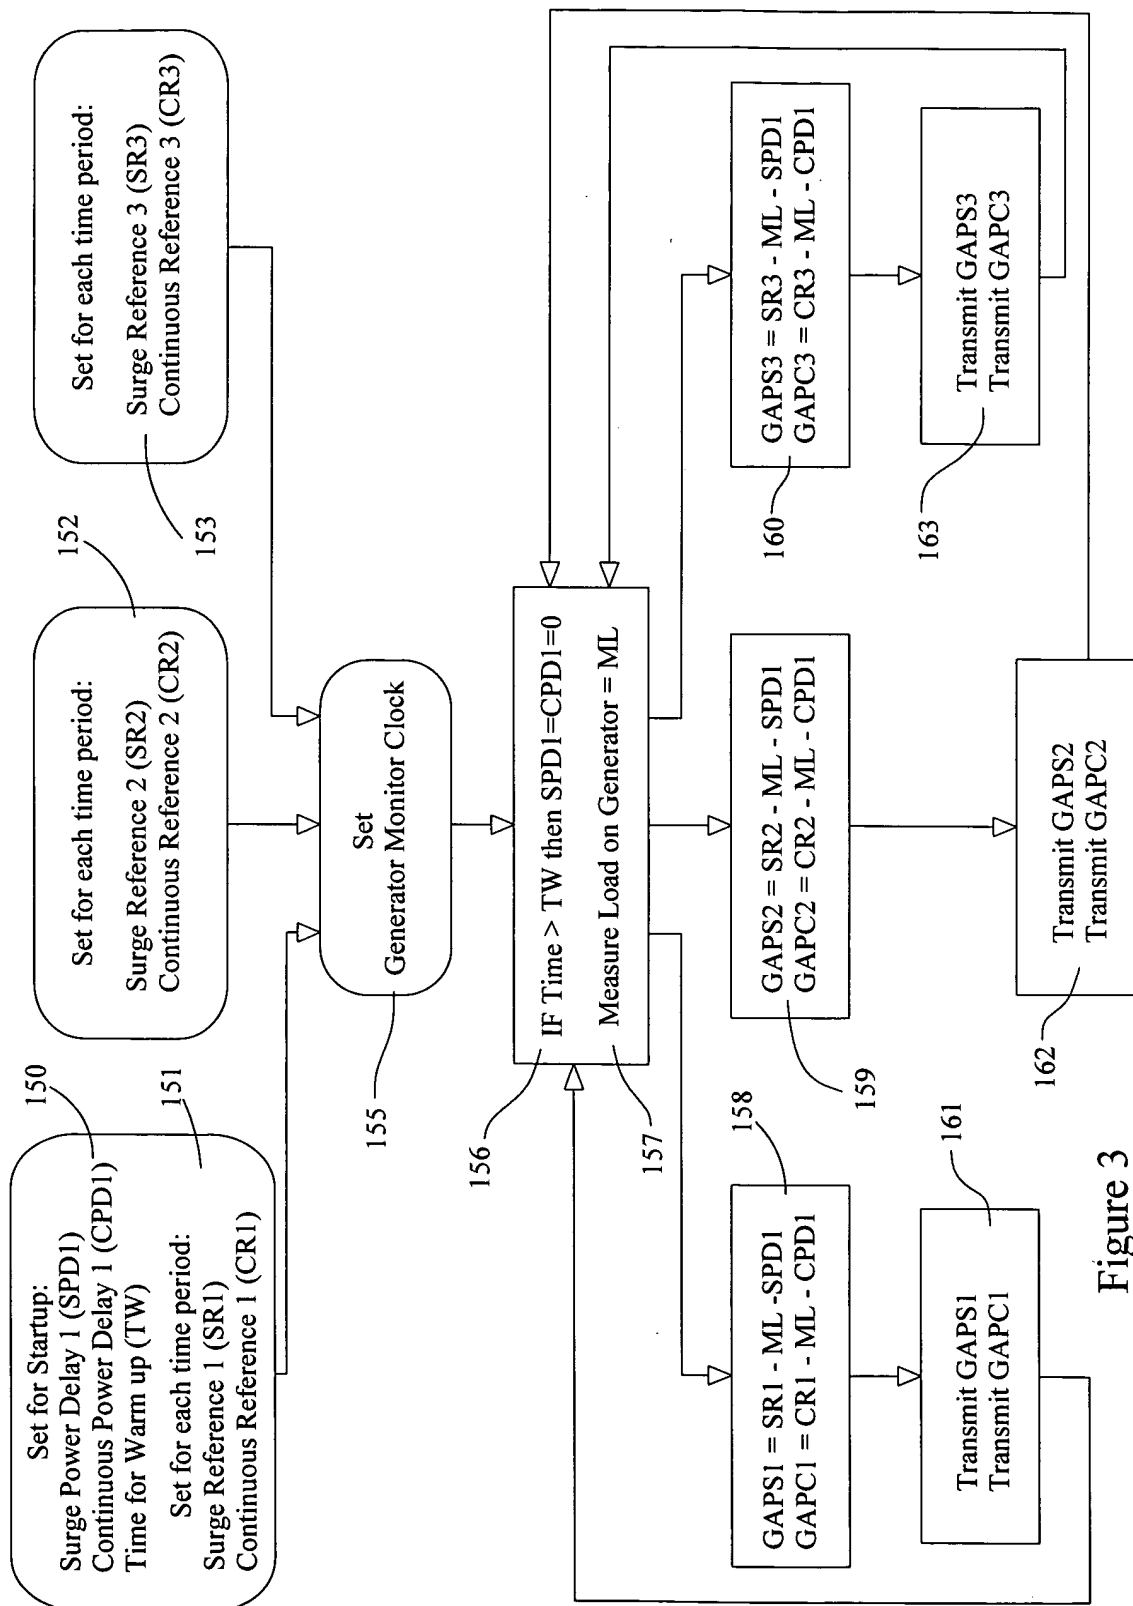 Set for Startup:
Surge Power Delay 1 (SPD1)
Continuous Power Delay 1 (CPD1)
Time for Warm up (TW)
Set for each time period:
Surge Reference 1 (SR1)
Continuous Reference 1 (CR1)
150
151
Set for each time period:
Surge Reference 2 (SR2)
Continuous Reference 2 (CR2)
152
Set for each time period:
Surge Reference 3 (SR3)
Continuous Reference 3 (CR3)
153
Set
Generator Monitor Clock
155
IF Time > TW then SPD1=CPD1=0
Measure Load on Generator = ML
156
157
GAPS1 = SR1 - ML -SPD1
GAPC1 = CR1 - ML - CPD1
158
GAPS2 = SR2 - ML - SPD1
GAPC2 = CR2 - ML - CPD1
159
GAPS3 = SR3 - ML - SPD1
GAPC3 = CR3 - ML - CPD1
160
Transmit GAPS1
Transmit GAPC1
161
Transmit GAPS2
Transmit GAPC2
162
Transmit GAPS3
Transmit GAPC3
163
Figure 3